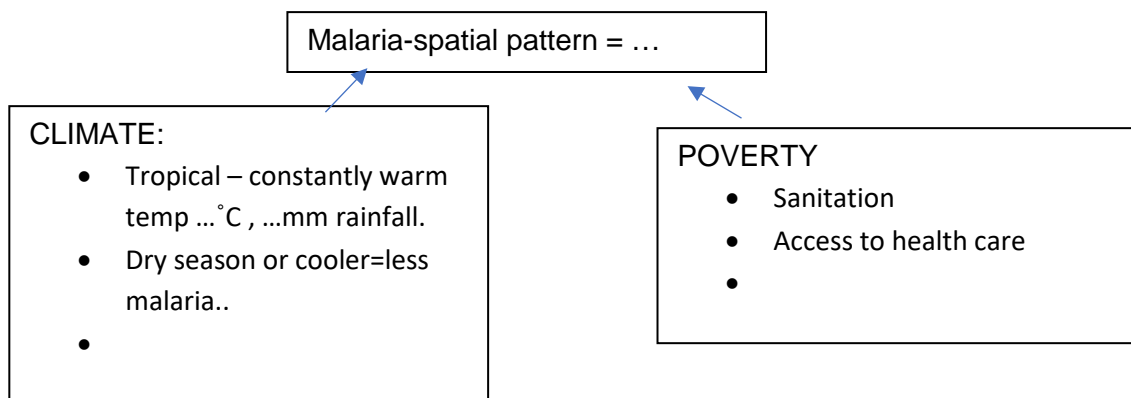 Malaria-spatial pattern = …
CLIMATE:
• Tropical – constantly warm
temp …°C , …mm rainfall.
• Dry season or cooler=less
malaria..
•
POVERTY
• Sanitation
• Access to health care
•